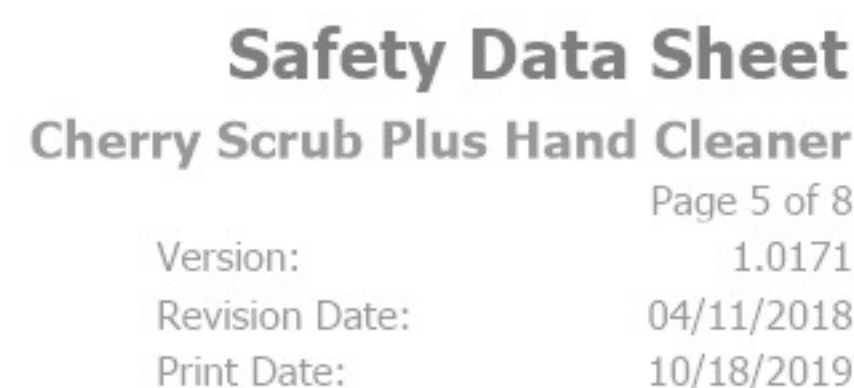 Safety Data Sheet
Cherry Scrub Plus Hand Cleaner
Page 5 of 8
Version: 1.0171
Revision Date: 04/11/2018
Print Date: 10/18/2019